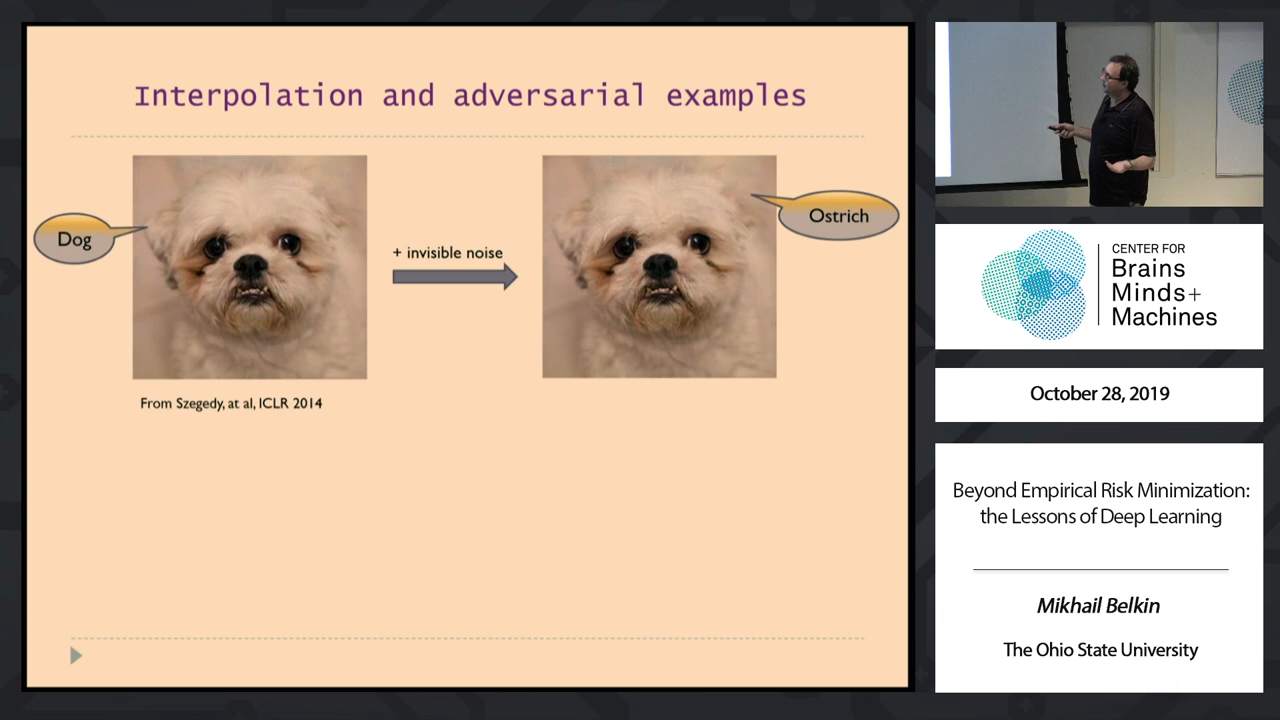 Interpolation and adversarial examples
Dog
+ invisible noise
Ostrich
From Szegedy, at al, ICLR 2014
CENTER FOR
Brains
Minds+
Machines
October 28, 2019
Beyond Empirical Risk Minimization:
the Lessons of Deep Learning
Mikhail Belkin
The Ohio State University